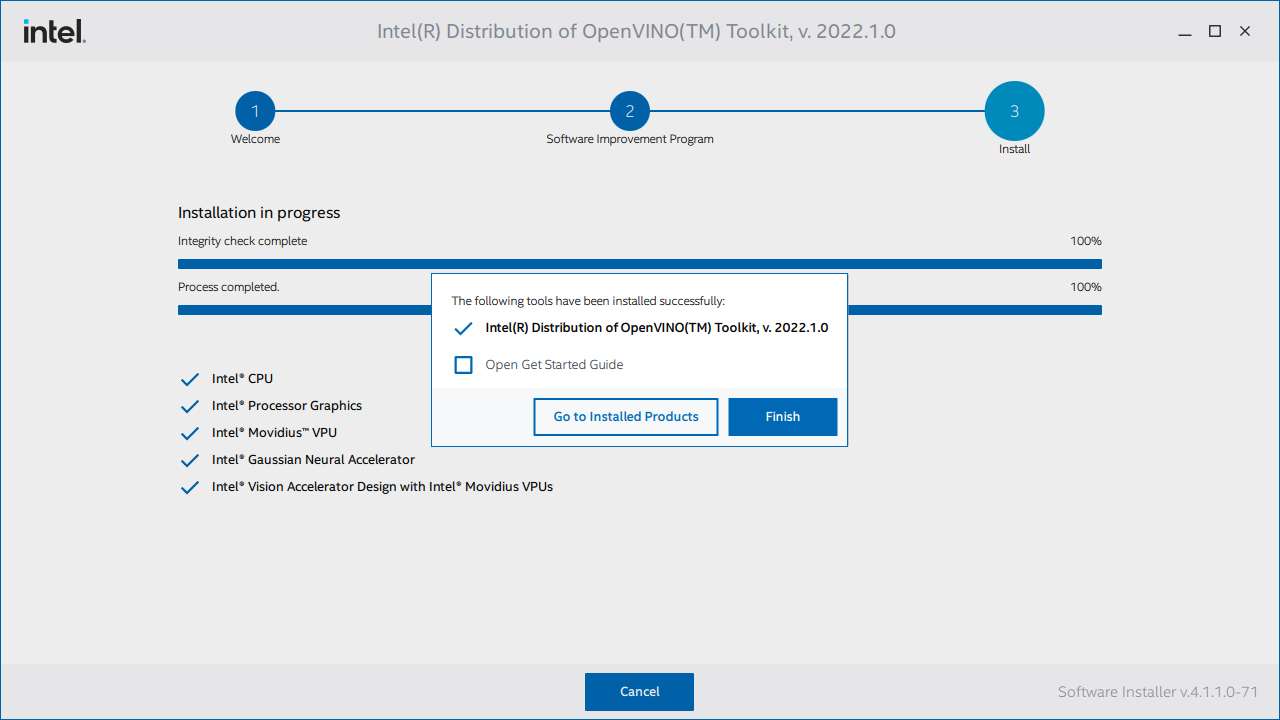 intel.
Intel(R) Distribution of OpenVINO(TM) Toolkit, v. 2022.1.0
1
2
3
Welcome
Software Improvement Program
Install
Installation in progress
Integrity check complete 100%
Process completed. 100%
The following tools have been installed successfully:
Intel(R) Distribution of OpenVINO(TM) Toolkit, v. 2022.1.0
Open Get Started Guide
Go to Installed Products
Finish
Intel® CPU
Intel® Processor Graphics
Intel® Movidius™ VPU
Intel® Gaussian Neural Accelerator
Intel® Vision Accelerator Design with Intel® Movidius VPUs
Cancel
Software Installer v.4.1.1.0-71